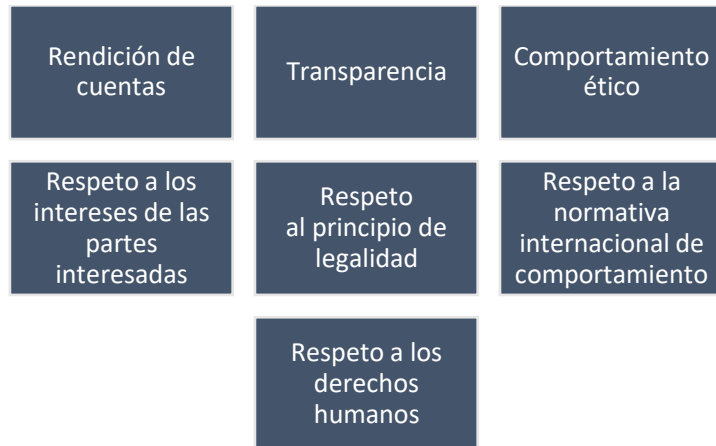 Rendición de
cuentas
Transparencia
Comportamiento
ético
Respeto a los
intereses de las
partes
interesadas
Respeto
al principio de
legalidad
Respeto a la
normativa
internacional de
comportamiento
Respeto a los
derechos
humanos